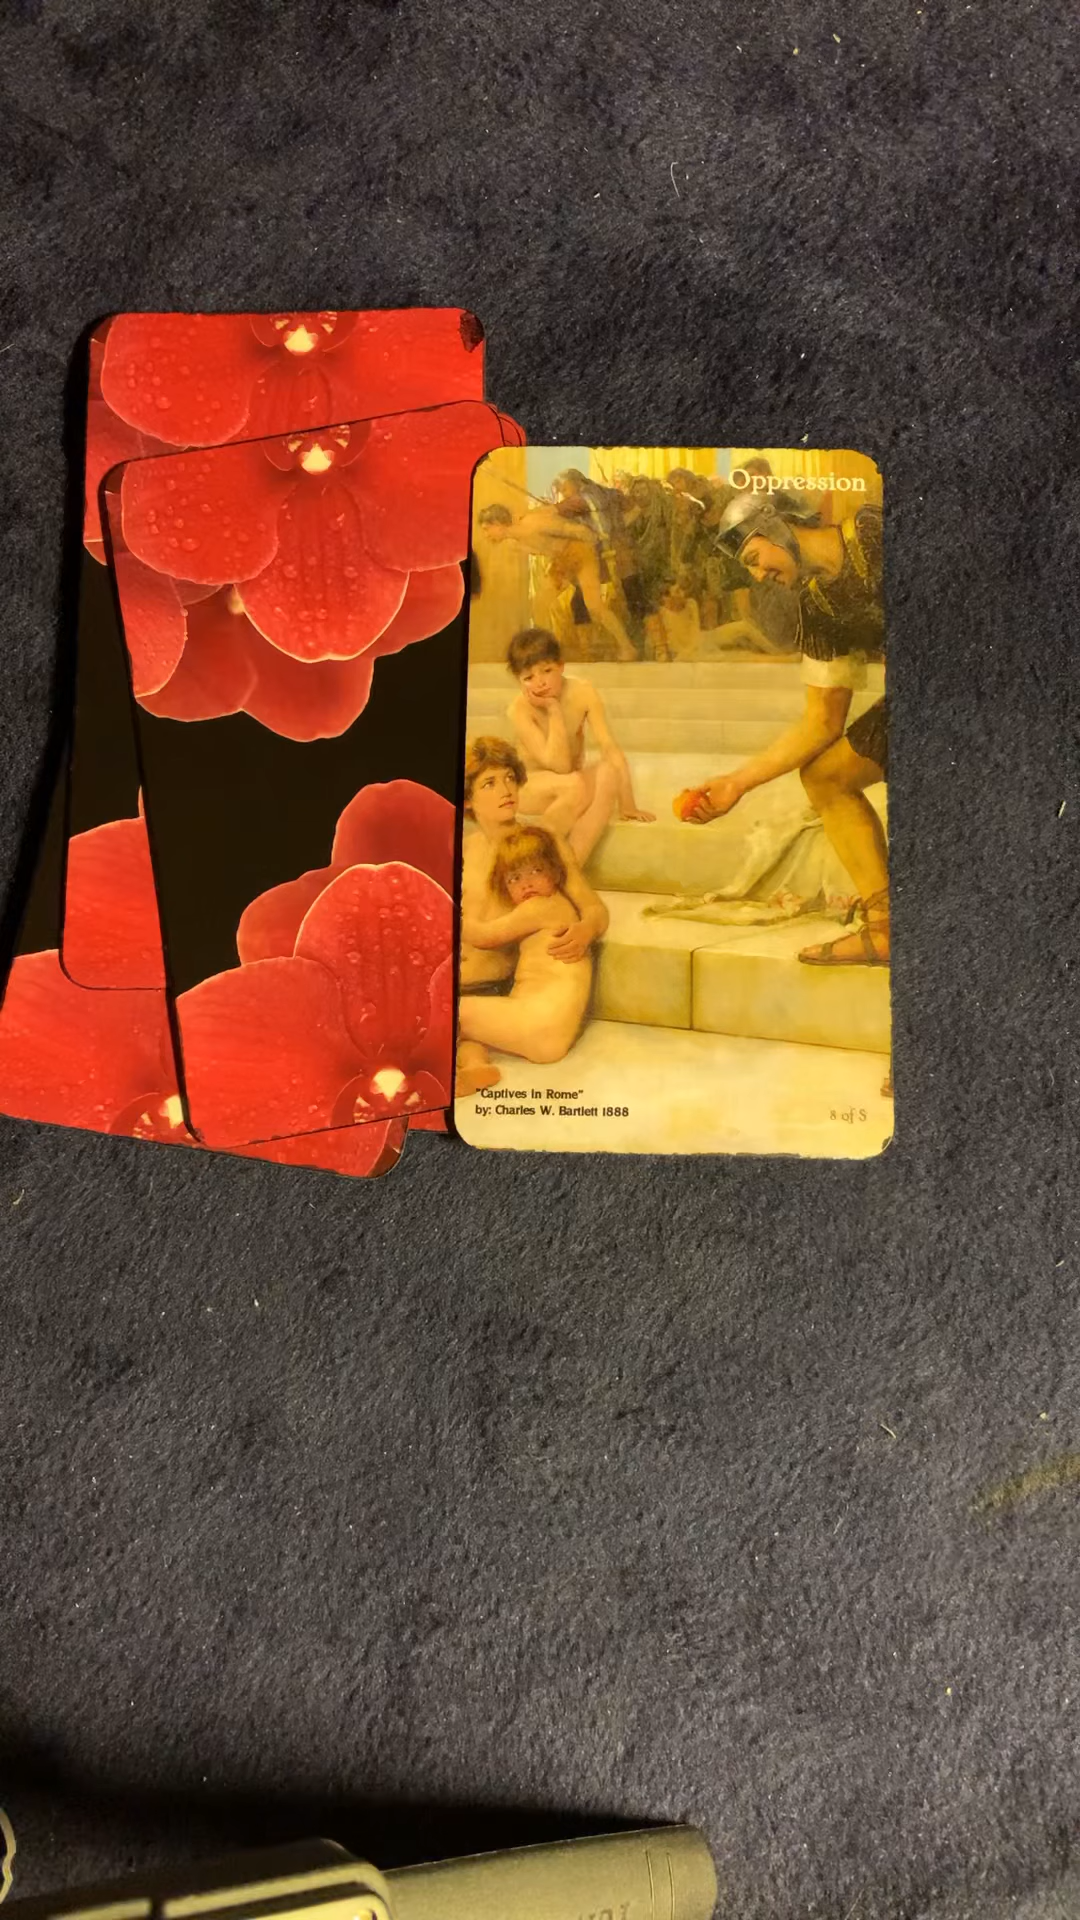 Oppression
"Captives in Rome"
by: Charles W. Bartlett 1888
8 of S